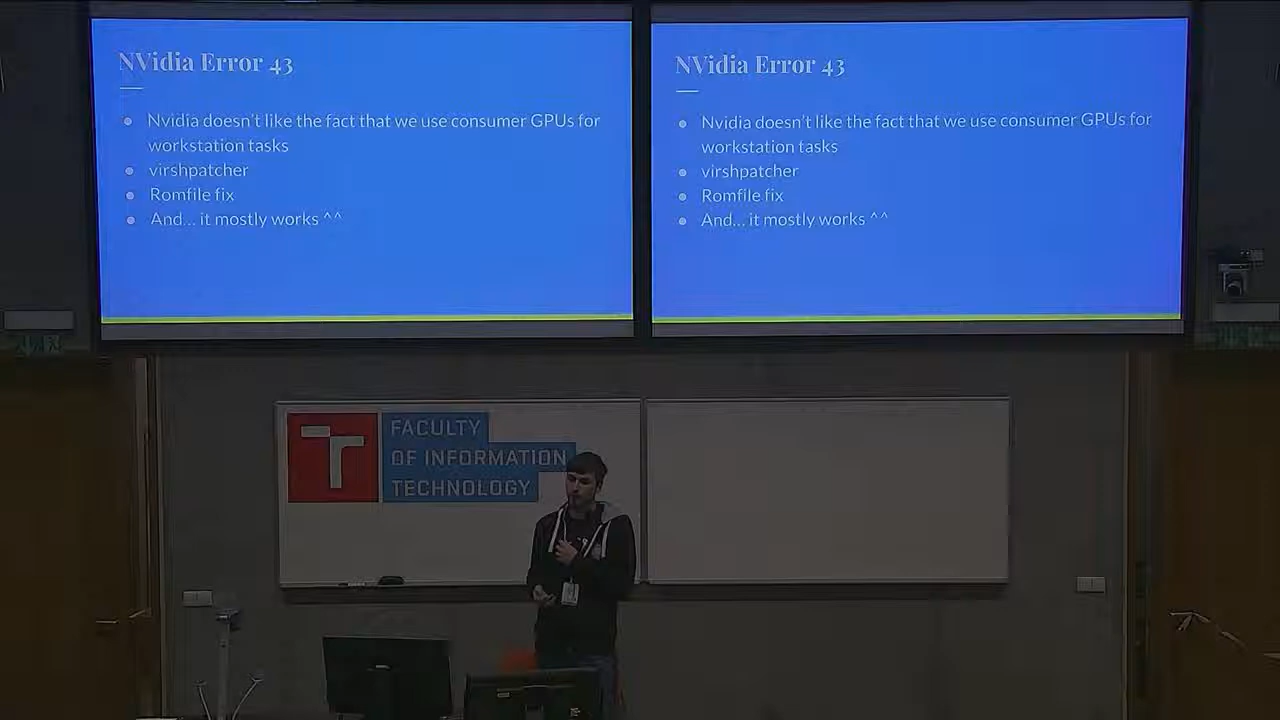 NVidia Error 43
Nvidia doesn't like the fact that we use consumer GPUs for
workstation tasks
virshpatcher
Romfile fix
And... it mostly works ^^
NVidia Error 43
Nvidia doesn't like the fact that we use consumer GPUs for
workstation tasks
virshpatcher
Romfile fix
And... it mostly works ^^
FACULTY
OF INFORMATION
TECHNOLOGY